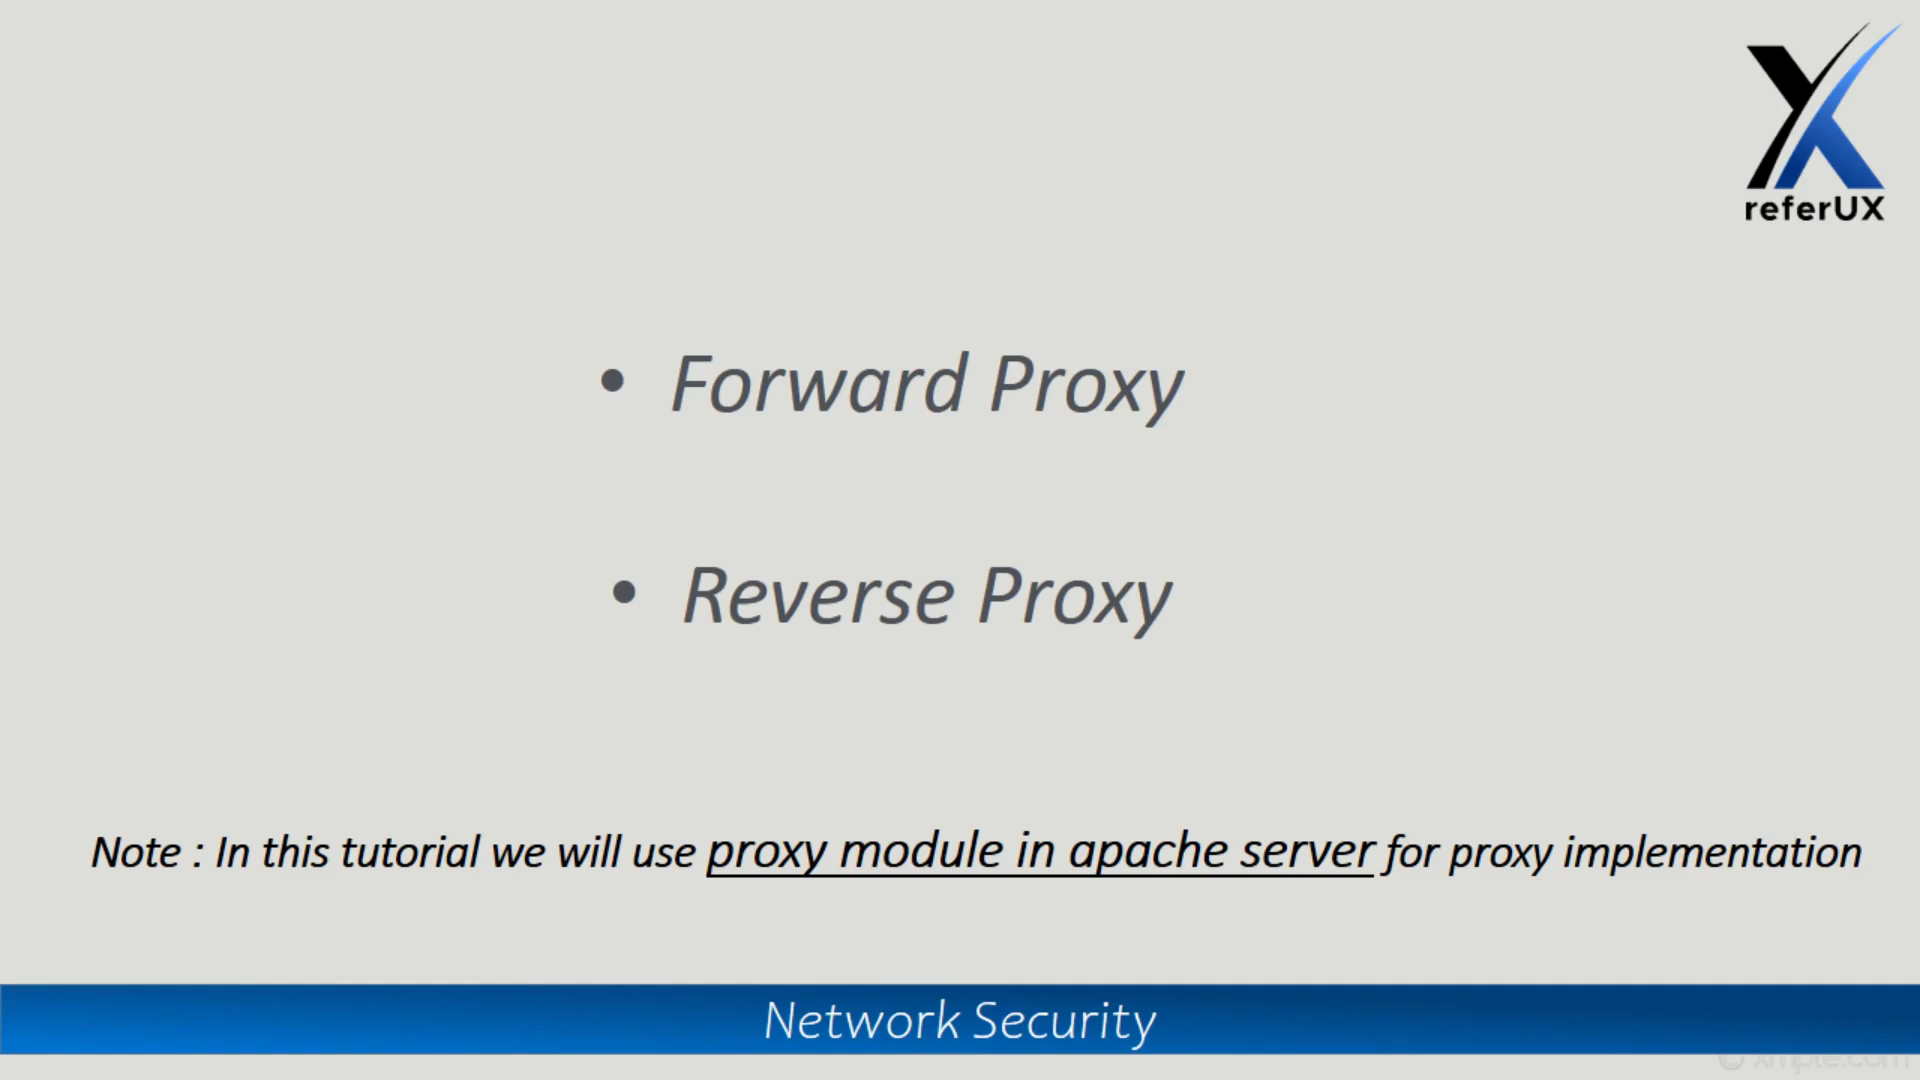 referUX
• Forward Proxy
• Reverse Proxy
Note : In this tutorial we will use proxy module in apache server for proxy implementation
Network Security